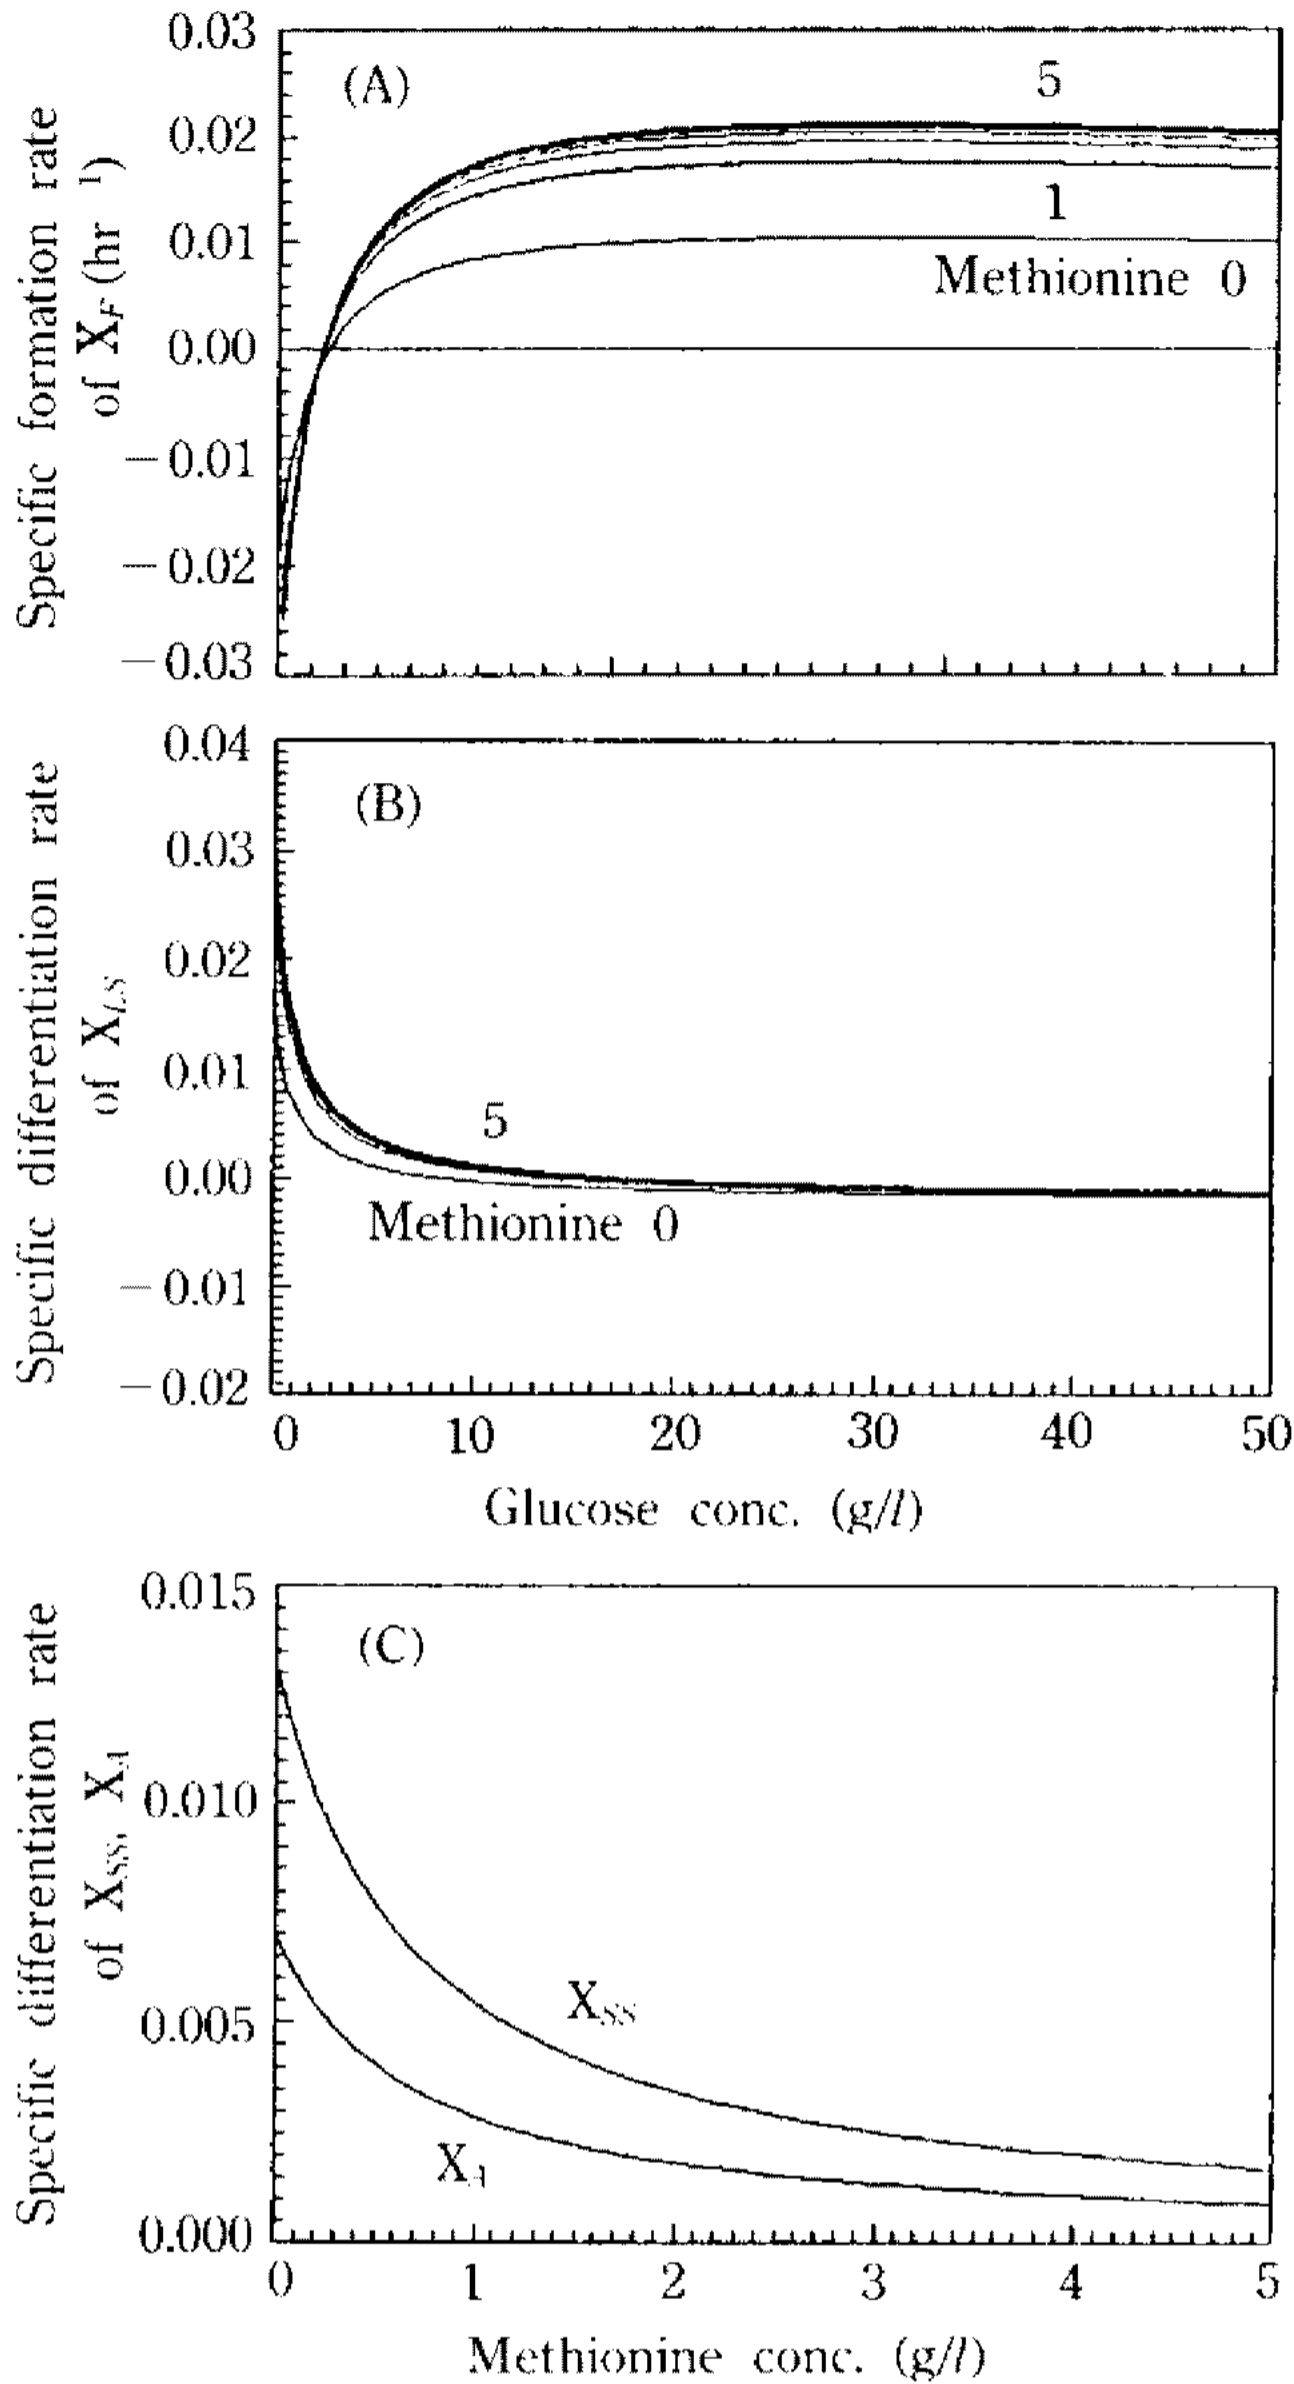 Specific formation rate
of X_F (hr⁻¹)
0.03
0.02
0.01
0.00
−0.01
−0.02
−0.03
(A)
5
1
Methionine 0
Specific differentiation rate
of X_LS
0.04
0.03
0.02
0.01
0.00
−0.01
−0.02
(B)
5
Methionine 0
0 10 20 30 40 50
Glucose conc. (g/l)
Specific differentiation rate
of X_SS, X_A
0.015
0.010
0.005
0.000
(C)
X_SS
X_A
0 1 2 3 4 5
Methionine conc. (g/l)